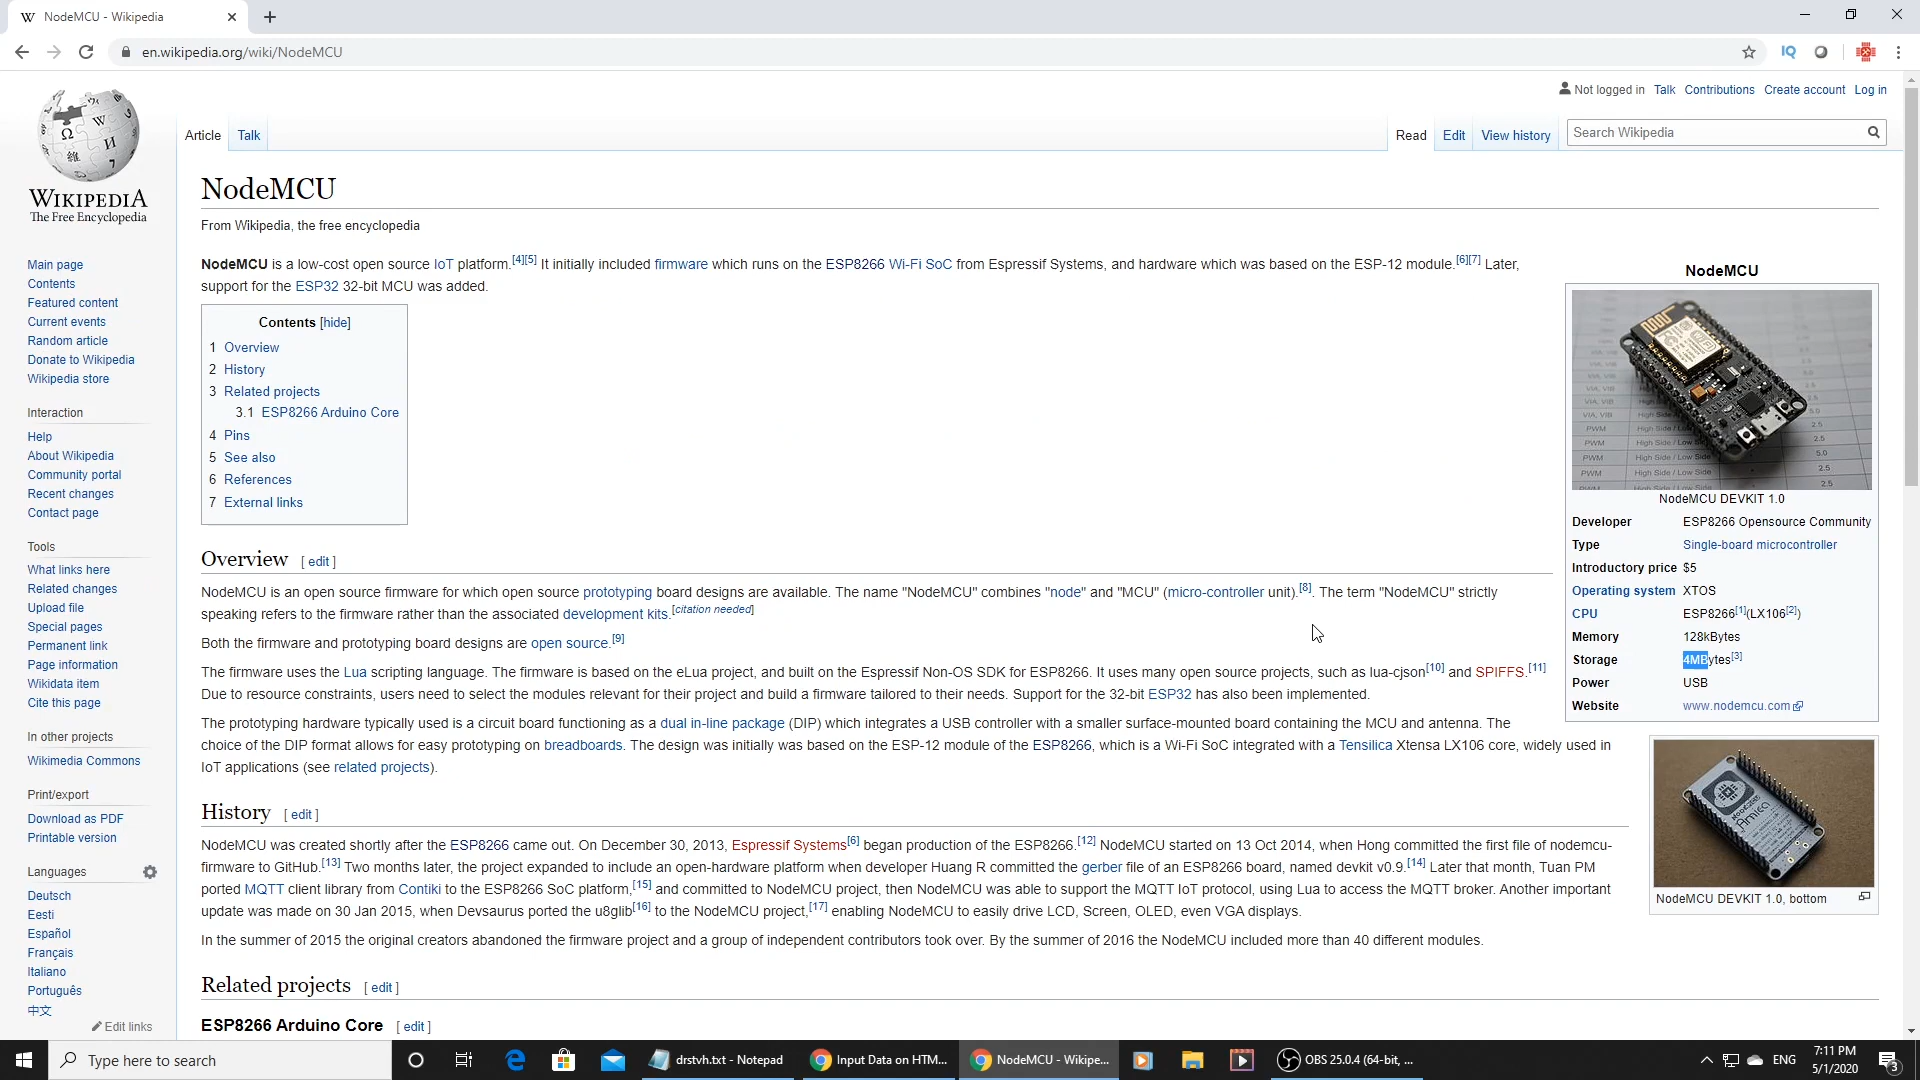 NodeMCU - Wikipedia
en.wikipedia.org/wiki/NodeMCU
IQ
Not logged in Talk Contributions Create account Log in
Article Talk
Read Edit View history Search Wikipedia
WIKIPEDIA
The Free Encyclopedia
Main page
Contents
Featured content
Current events
Random article
Donate to Wikipedia
Wikipedia store
Interaction
Help
About Wikipedia
Community portal
Recent changes
Contact page
Tools
What links here
Related changes
Upload file
Special pages
Permanent link
Page information
Wikidata item
Cite this page
In other projects
Wikimedia Commons
Print/export
Download as PDF
Printable version
Languages
Deutsch
Eesti
Español
Français
Italiano
Português
中文
Edit links
NodeMCU
From Wikipedia, the free encyclopedia
NodeMCU is a low-cost open source IoT platform.[4][5] It initially included firmware which runs on the ESP8266 Wi-Fi SoC from Espressif Systems, and hardware which was based on the ESP-12 module.[6][7] Later,
support for the ESP32 32-bit MCU was added.
Contents [hide]
1 Overview
2 History
3 Related projects
3.1 ESP8266 Arduino Core
4 Pins
5 See also
6 References
7 External links
Overview [ edit ]
NodeMCU is an open source firmware for which open source prototyping board designs are available. The name "NodeMCU" combines "node" and "MCU" (micro-controller unit).[8]. The term "NodeMCU" strictly
speaking refers to the firmware rather than the associated development kits.[citation needed]
Both the firmware and prototyping board designs are open source.[9]
The firmware uses the Lua scripting language. The firmware is based on the eLua project, and built on the Espressif Non-OS SDK for ESP8266. It uses many open source projects, such as lua-cjson[10] and SPIFFS.[11]
Due to resource constraints, users need to select the modules relevant for their project and build a firmware tailored to their needs. Support for the 32-bit ESP32 has also been implemented.
The prototyping hardware typically used is a circuit board functioning as a dual in-line package (DIP) which integrates a USB controller with a smaller surface-mounted board containing the MCU and antenna. The
choice of the DIP format allows for easy prototyping on breadboards. The design was initially was based on the ESP-12 module of the ESP8266, which is a Wi-Fi SoC integrated with a Tensilica Xtensa LX106 core, widely used in
IoT applications (see related projects).
History [ edit ]
NodeMCU was created shortly after the ESP8266 came out. On December 30, 2013, Espressif Systems[6] began production of the ESP8266.[12] NodeMCU started on 13 Oct 2014, when Hong committed the first file of nodemcu-
firmware to GitHub.[13] Two months later, the project expanded to include an open-hardware platform when developer Huang R committed the gerber file of an ESP8266 board, named devkit v0.9.[14] Later that month, Tuan PM
ported MQTT client library from Contiki to the ESP8266 SoC platform,[15] and committed to NodeMCU project, then NodeMCU was able to support the MQTT IoT protocol, using Lua to access the MQTT broker. Another important
update was made on 30 Jan 2015, when Devsaurus ported the u8glib[16] to the NodeMCU project,[17] enabling NodeMCU to easily drive LCD, Screen, OLED, even VGA displays.
In the summer of 2015 the original creators abandoned the firmware project and a group of independent contributors took over. By the summer of 2016 the NodeMCU included more than 40 different modules.
Related projects [ edit ]
ESP8266 Arduino Core [ edit ]
NodeMCU
NodeMCU DEVKIT 1.0
Developer ESP8266 Opensource Community
Type Single-board microcontroller
Introductory price $5
Operating system XTOS
CPU ESP8266[1](LX106[2])
Memory 128kBytes
Storage 4MBytes[3]
Power USB
Website www.nodemcu.com
NodeMCU DEVKIT 1.0, bottom
Type here to search
drstvh.txt - Notepad
Input Data on HTM...
NodeMCU - Wikipe...
OBS 25.0.4 (64-bit, ...
ENG
7:11 PM
5/1/2020
3